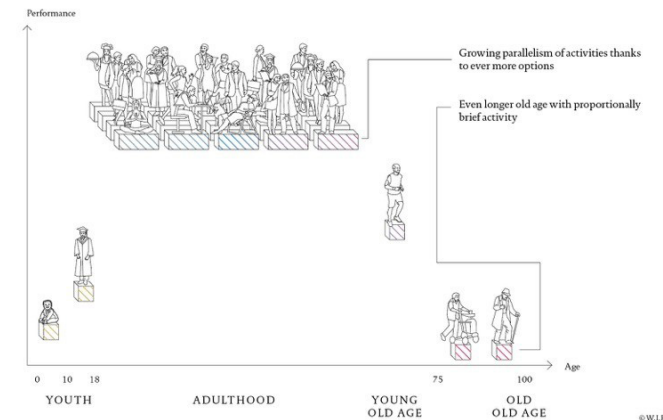 Performance
Growing parallelism of activities thanks
to ever more options
Even longer old age with proportionally
brief activity
Age
0 10 18 75 100
YOUTH ADULTHOOD YOUNG OLD AGE OLD OLD AGE